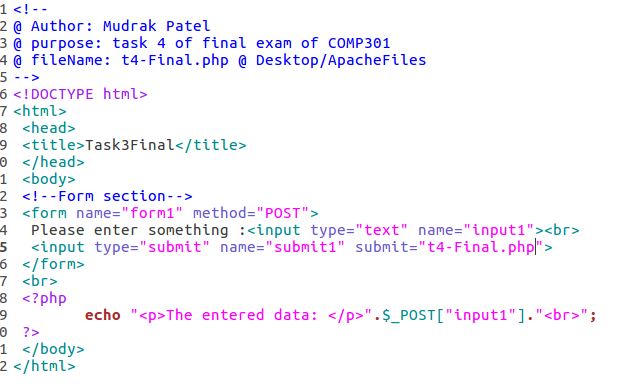 1 <!--
2 @ Author: Mudrak Patel
3 @ purpose: task 4 of final exam of COMP301
4 @ fileName: t4-Final.php @ Desktop/ApacheFiles
5 -->
6 <!DOCTYPE html>
7 <html>
8 <head>
9 <title>Task3Final</title>
0 </head>
1 <body>
2 <!--Form section-->
3 <form name="form1" method="POST">
4 Please enter something :<input type="text" name="input1"><br>
5 <input type="submit" name="submit1" submit="t4-Final.php">
6 </form>
7 <br>
8 <?php
9 echo "<p>The entered data: </p>".$_POST["input1"]."<br>";
0 ?>
1 </body>
2 </html>